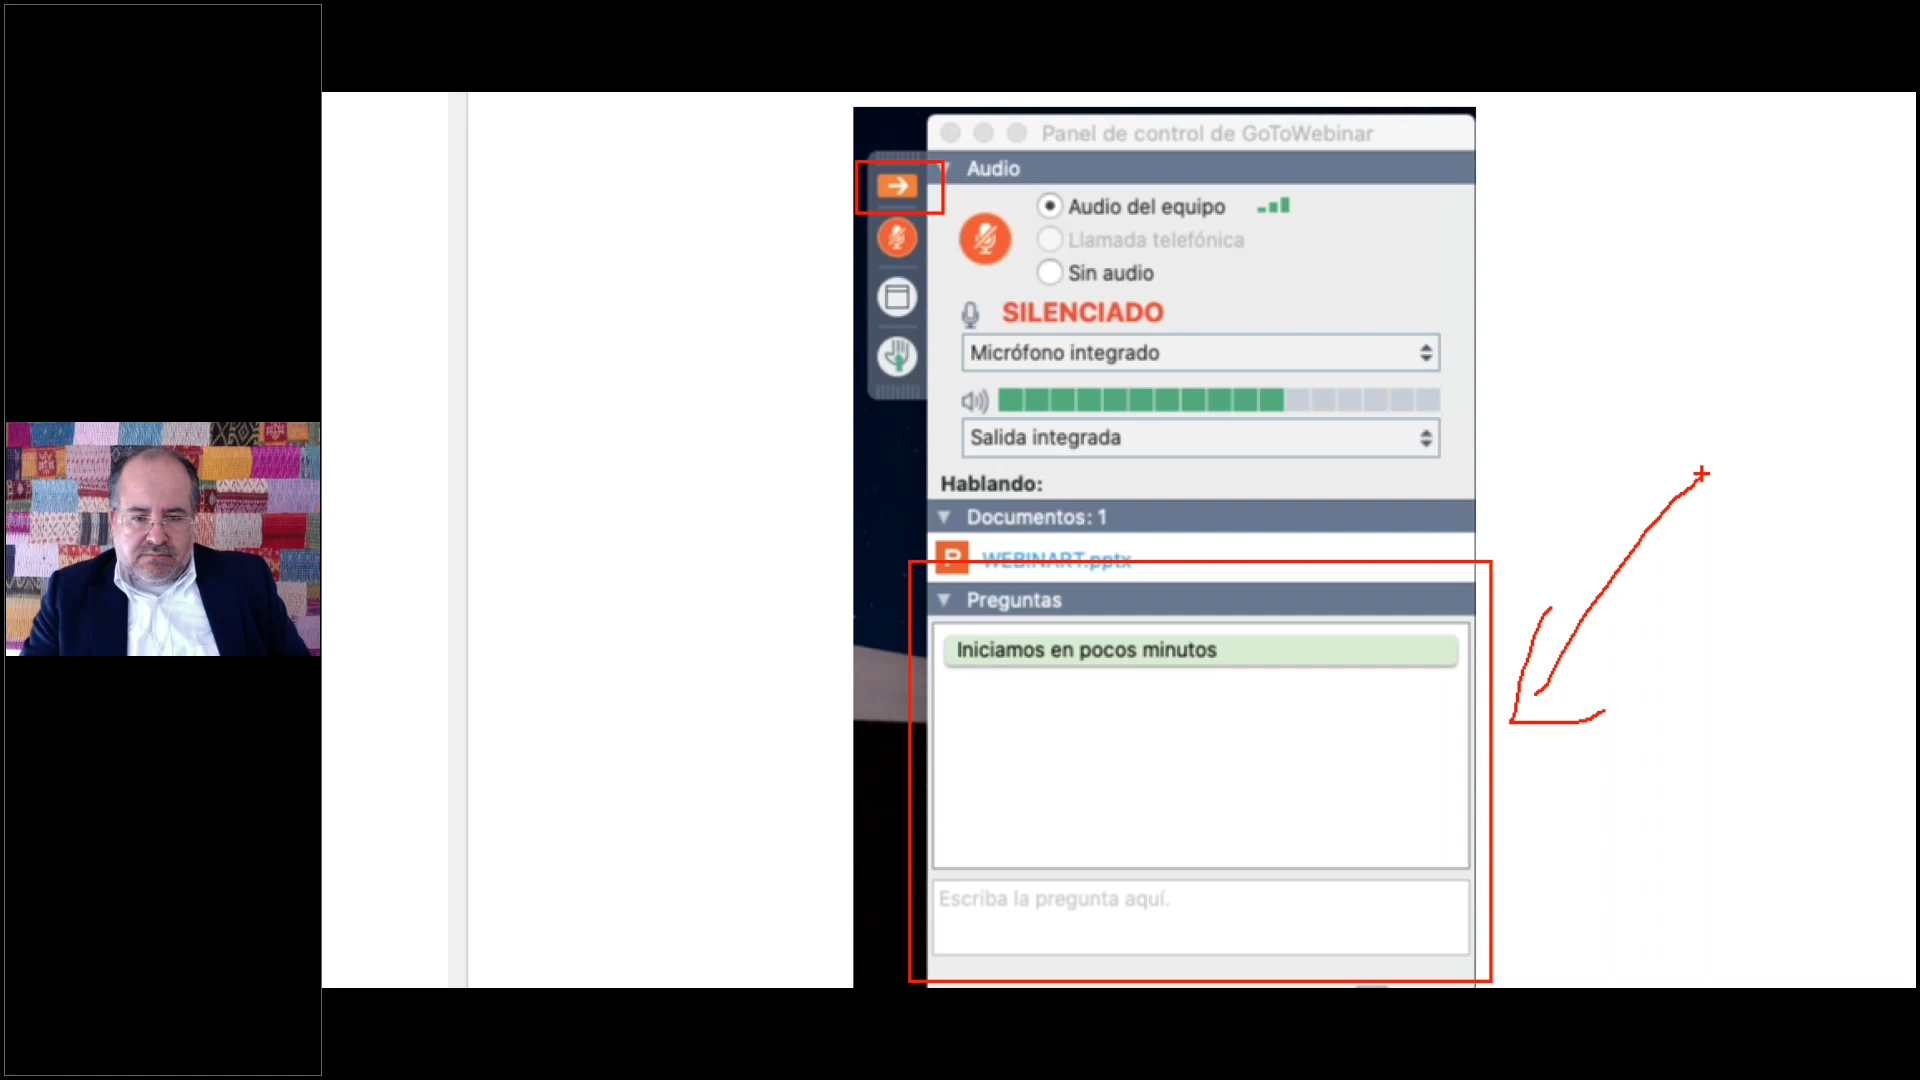 Panel de control de GoToWebinar
Audio
Audio del equipo
Llamada telefónica
Sin audio
SILENCIADO
Micrófono integrado
Salida integrada
Hablando:
Documentos: 1
P WEBINART.pptx
Preguntas
Iniciamos en pocos minutos
Escriba la pregunta aquí.